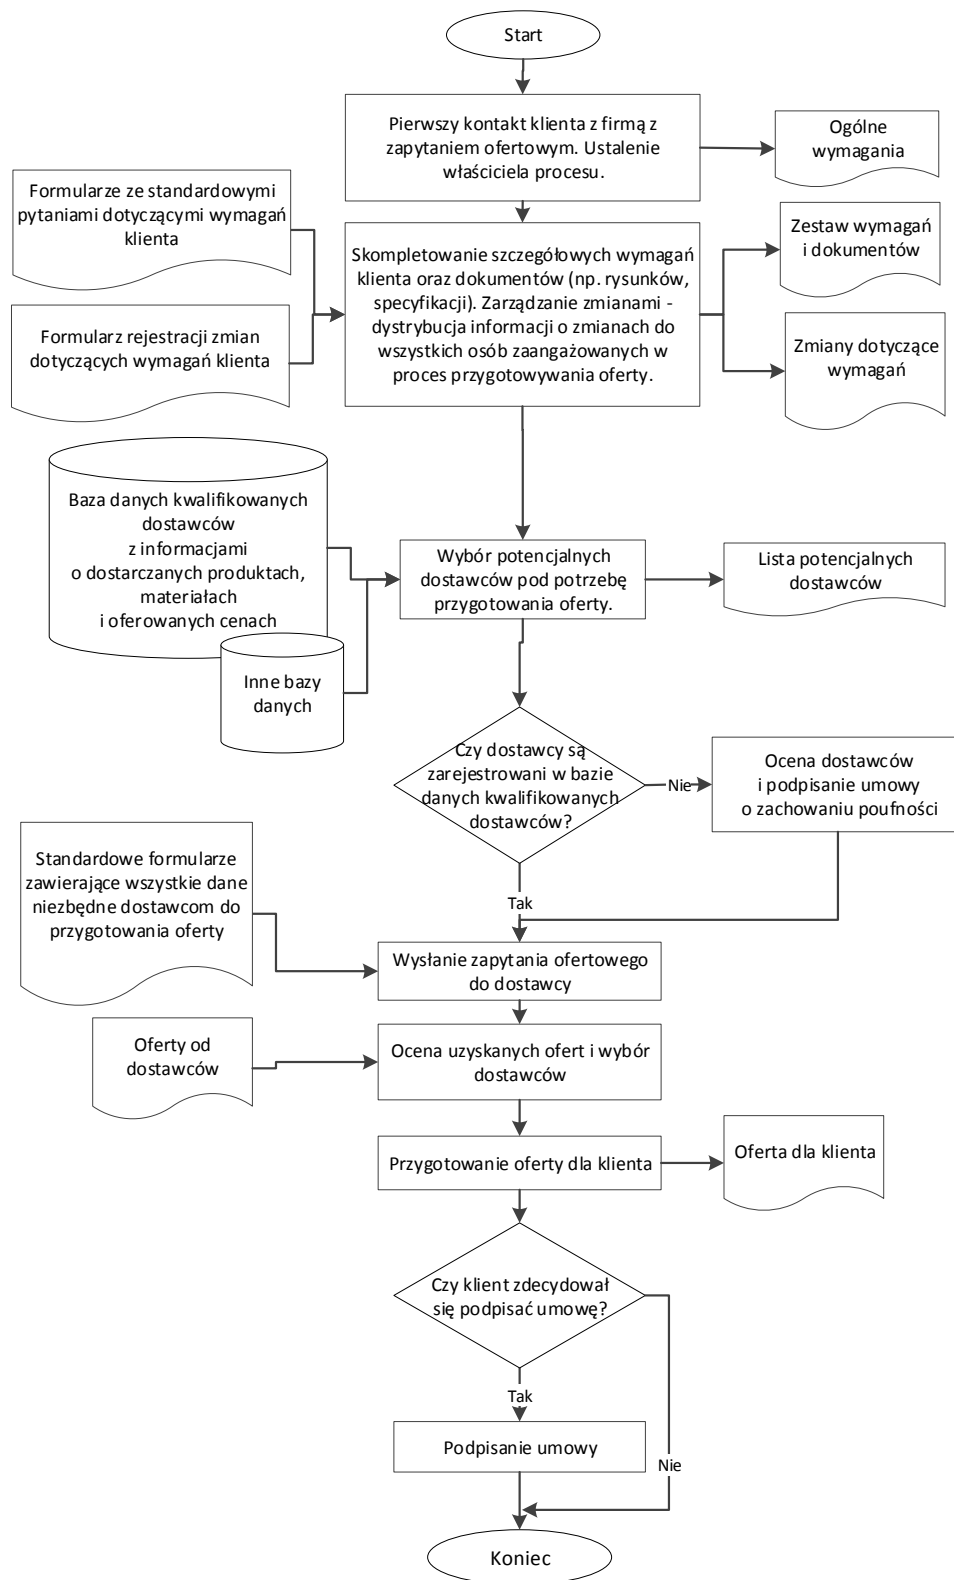 Start
Pierwszy kontakt klienta z firmą z
zapytaniem ofertowym. Ustalenie
właściciela procesu.
Ogólne
wymagania
Formularze ze standardowymi
pytaniami dotyczącymi wymagań
klienta
Formularz rejestracji zmian
dotyczących wymagań klienta
Skompletowanie szczegółowych wymagań
klienta oraz dokumentów (np. rysunków,
specyfikacji). Zarządzanie zmianami -
dystrybucja informacji o zmianach do
wszystkich osób zaangażowanych w
proces przygotowywania oferty.
Zestaw wymagań
i dokumentów
Zmiany dotyczące
wymagań
Baza danych kwalifikowanych
dostawców
z informacjami
o dostarczanych produktach,
materiałach
i oferowanych cenach
Inne bazy
danych
Wybór potencjalnych
dostawców pod potrzebę
przygotowania oferty.
Lista potencjalnych
dostawców
Czy dostawcy są
zarejestrowani w bazie
danych kwalifikowanych
dostawców?
Nie
Ocena dostawców
i podpisanie umowy
o zachowaniu poufności
Tak
Standardowe formularze
zawierające wszystkie dane
niezbędne dostawcom do
przygotowania oferty
Wysłanie zapytania ofertowego
do dostawcy
Oferty od
dostawców
Ocena uzyskanych ofert i wybór
dostawców
Przygotowanie oferty dla klienta
Oferta dla klienta
Czy klient zdecydował
się podpisać umowę?
Tak
Podpisanie umowy
Nie
Koniec